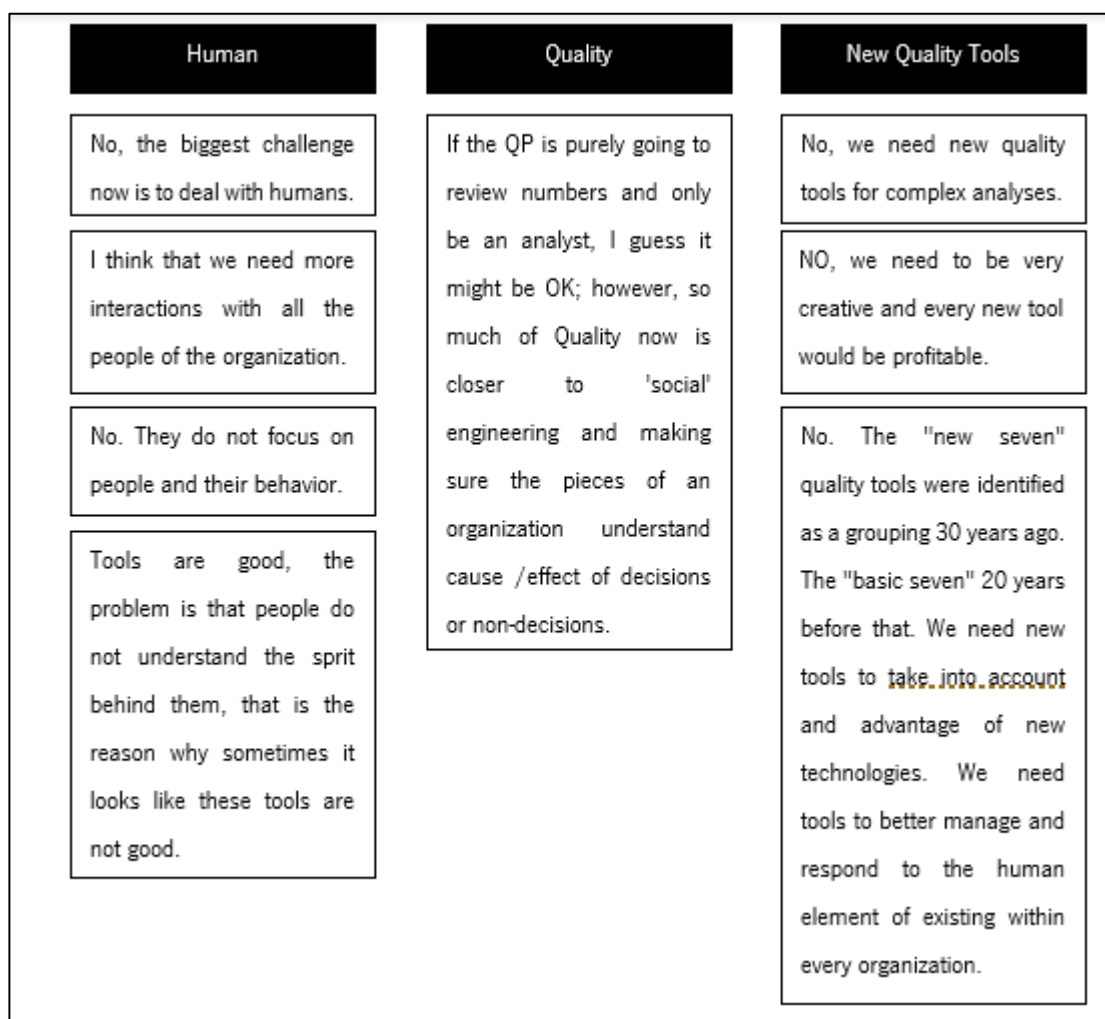 Human
No, the biggest challenge
now is to deal with humans.
I think that we need more
interactions with all the
people of the organization.
No. They do not focus on
people and their behavior.
Tools are good, the
problem is that people do
not understand the sprit
behind them, that is the
reason why sometimes it
looks like these tools are
not good.
Quality
If the QP is purely going to
review numbers and only
be an analyst, I guess it
might be OK; however, so
much of Quality now is
closer to 'social'
engineering and making
sure the pieces of an
organization understand
cause /effect of decisions
or non-decisions.
New Quality Tools
No, we need new quality
tools for complex analyses.
NO, we need to be very
creative and every new tool
would be profitable.
No. The "new seven"
quality tools were identified
as a grouping 30 years ago.
The "basic seven" 20 years
before that. We need new
tools to take into account
and advantage of new
technologies. We need
tools to better manage and
respond to the human
element of existing within
every organization.